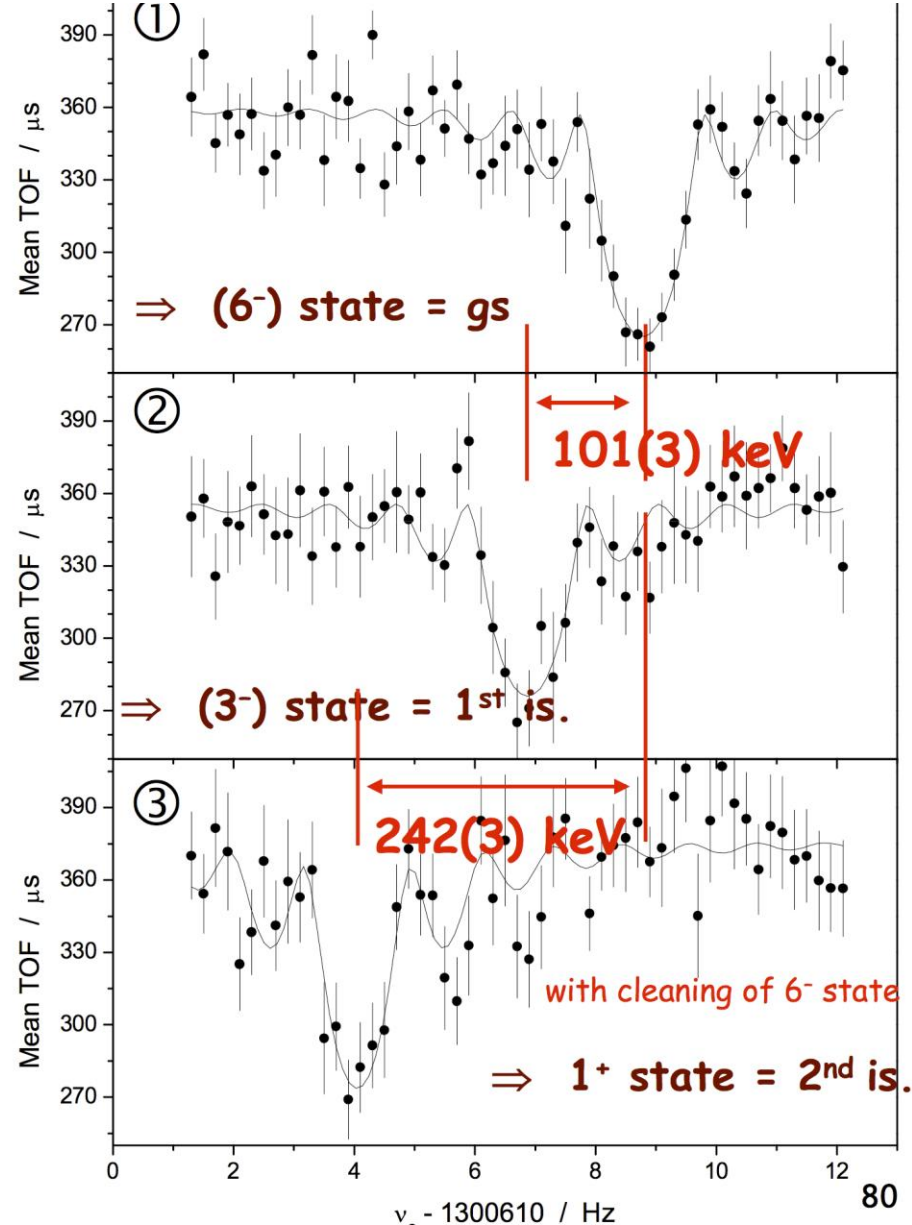 ①
390
360
330
300
270
Mean TOF / μs
⇒ (6⁻) state = gs
②
390
360
330
300
270
Mean TOF / μs
101(3) keV
⇒ (3⁻) state = 1ˢᵗ is.
③
390
360
330
300
270
Mean TOF / μs
242(3) keV
with cleaning of 6⁻ state
⇒ 1⁺ state = 2ⁿᵈ is.
0 2 4 6 8 10 12
80
- 1300610 / Hz